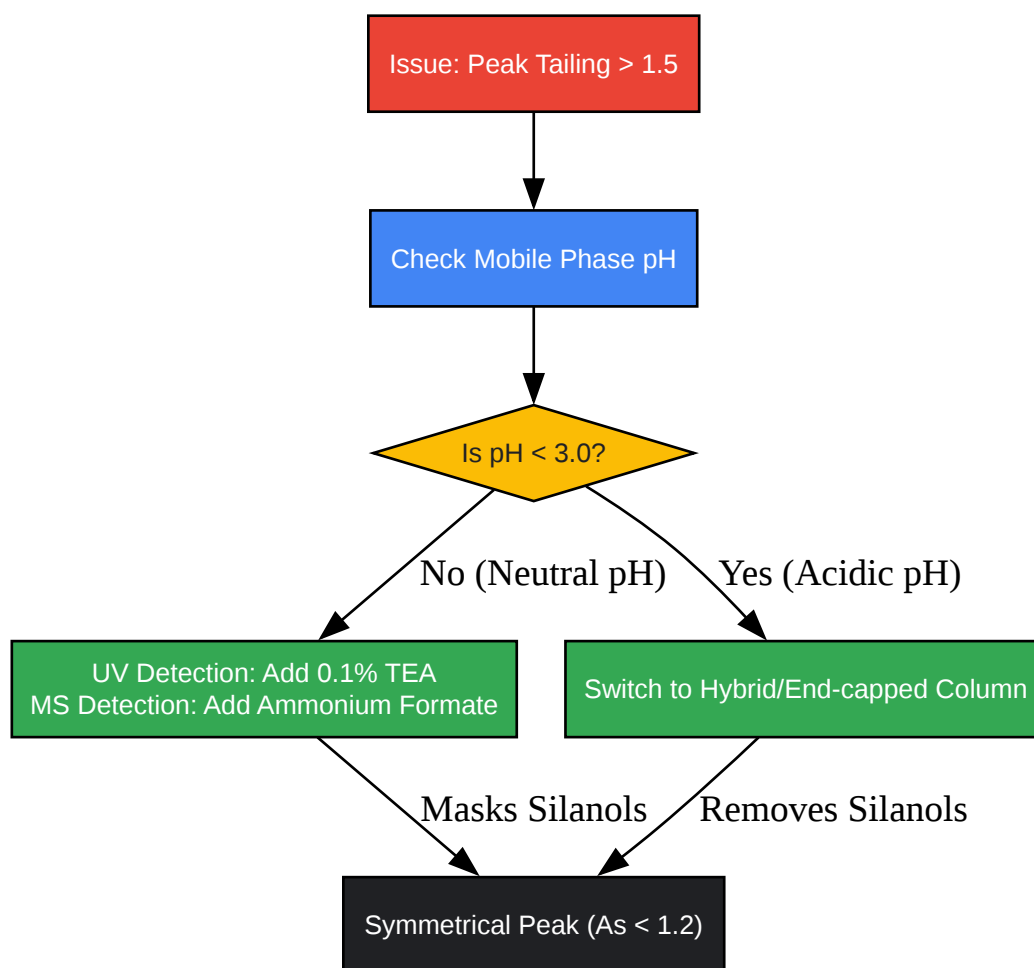 Issue: Peak Tailing > 1.5
Check Mobile Phase pH
Is pH < 3.0?
No (Neutral pH)
Yes (Acidic pH)
UV Detection: Add 0.1% TEA
MS Detection: Add Ammonium Formate
Switch to Hybrid/End-capped Column
Masks Silanols
Removes Silanols
Symmetrical Peak (As < 1.2)